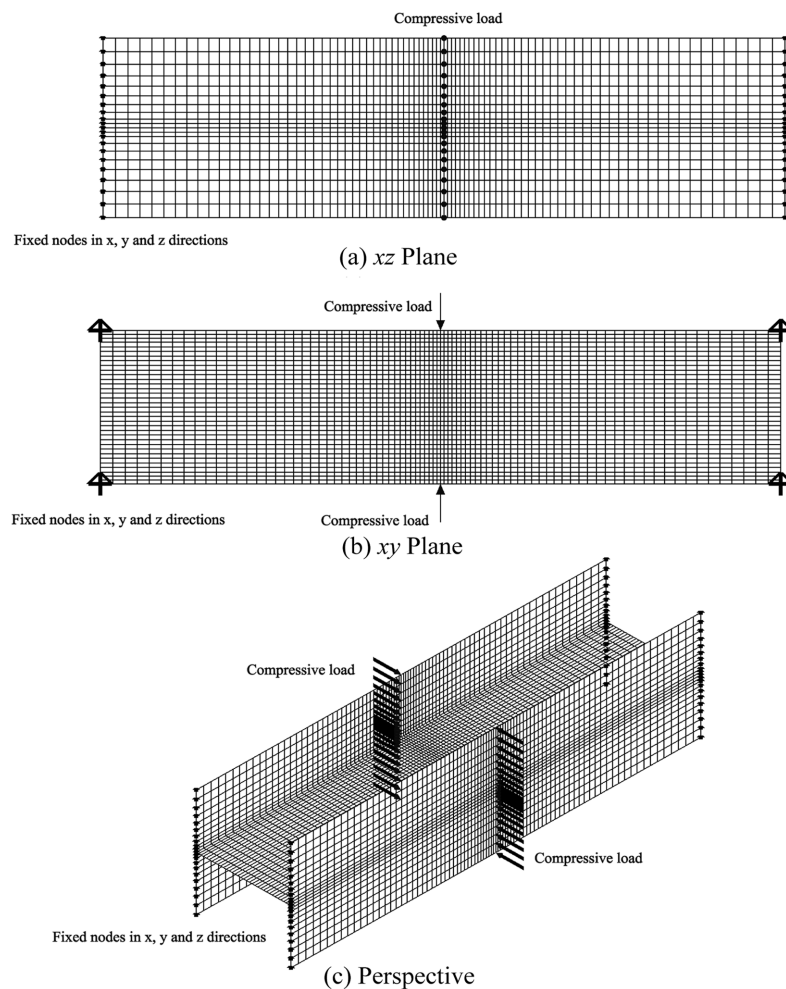 Compressive load
Fixed nodes in x, y and z directions
(a) xz Plane
Compressive load
Fixed nodes in x, y and z directions
Compressive load
(b) xy Plane
Compressive load
Compressive load
Fixed nodes in x, y and z directions
(c) Perspective